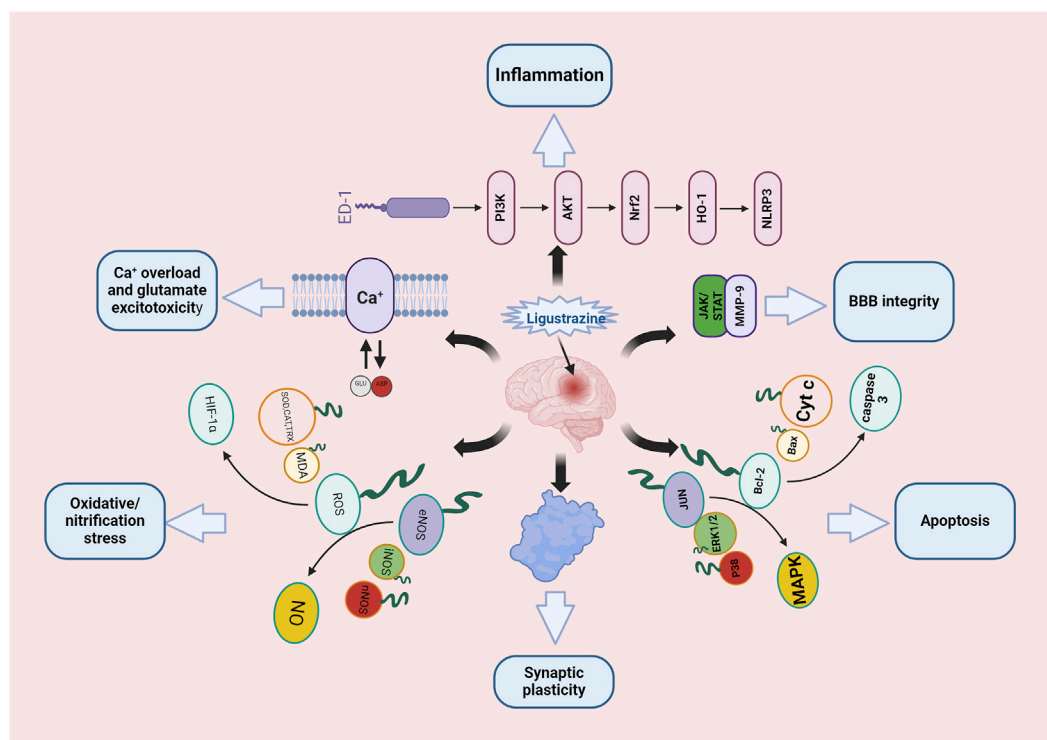 Inflammation
ED-1
PI3K
AKT
Nrf2
HO-1
NLRP3
Ca⁺ overload
and glutamate
excitotoxicity
Ca⁺
GLU
ASP
Ligustrazine
JAK/
STAT
MMP-9
BBB integrity
HIF-1α
SOD,CAT,TRX
MDA
ROS
eNOS
iNOS
nNOS
NO
Oxidative/
nitrification
stress
Cyt c
caspase
3
Bax
Bcl-2
JUN
ERK1/2
P38
MAPK
Apoptosis
Synaptic
plasticity